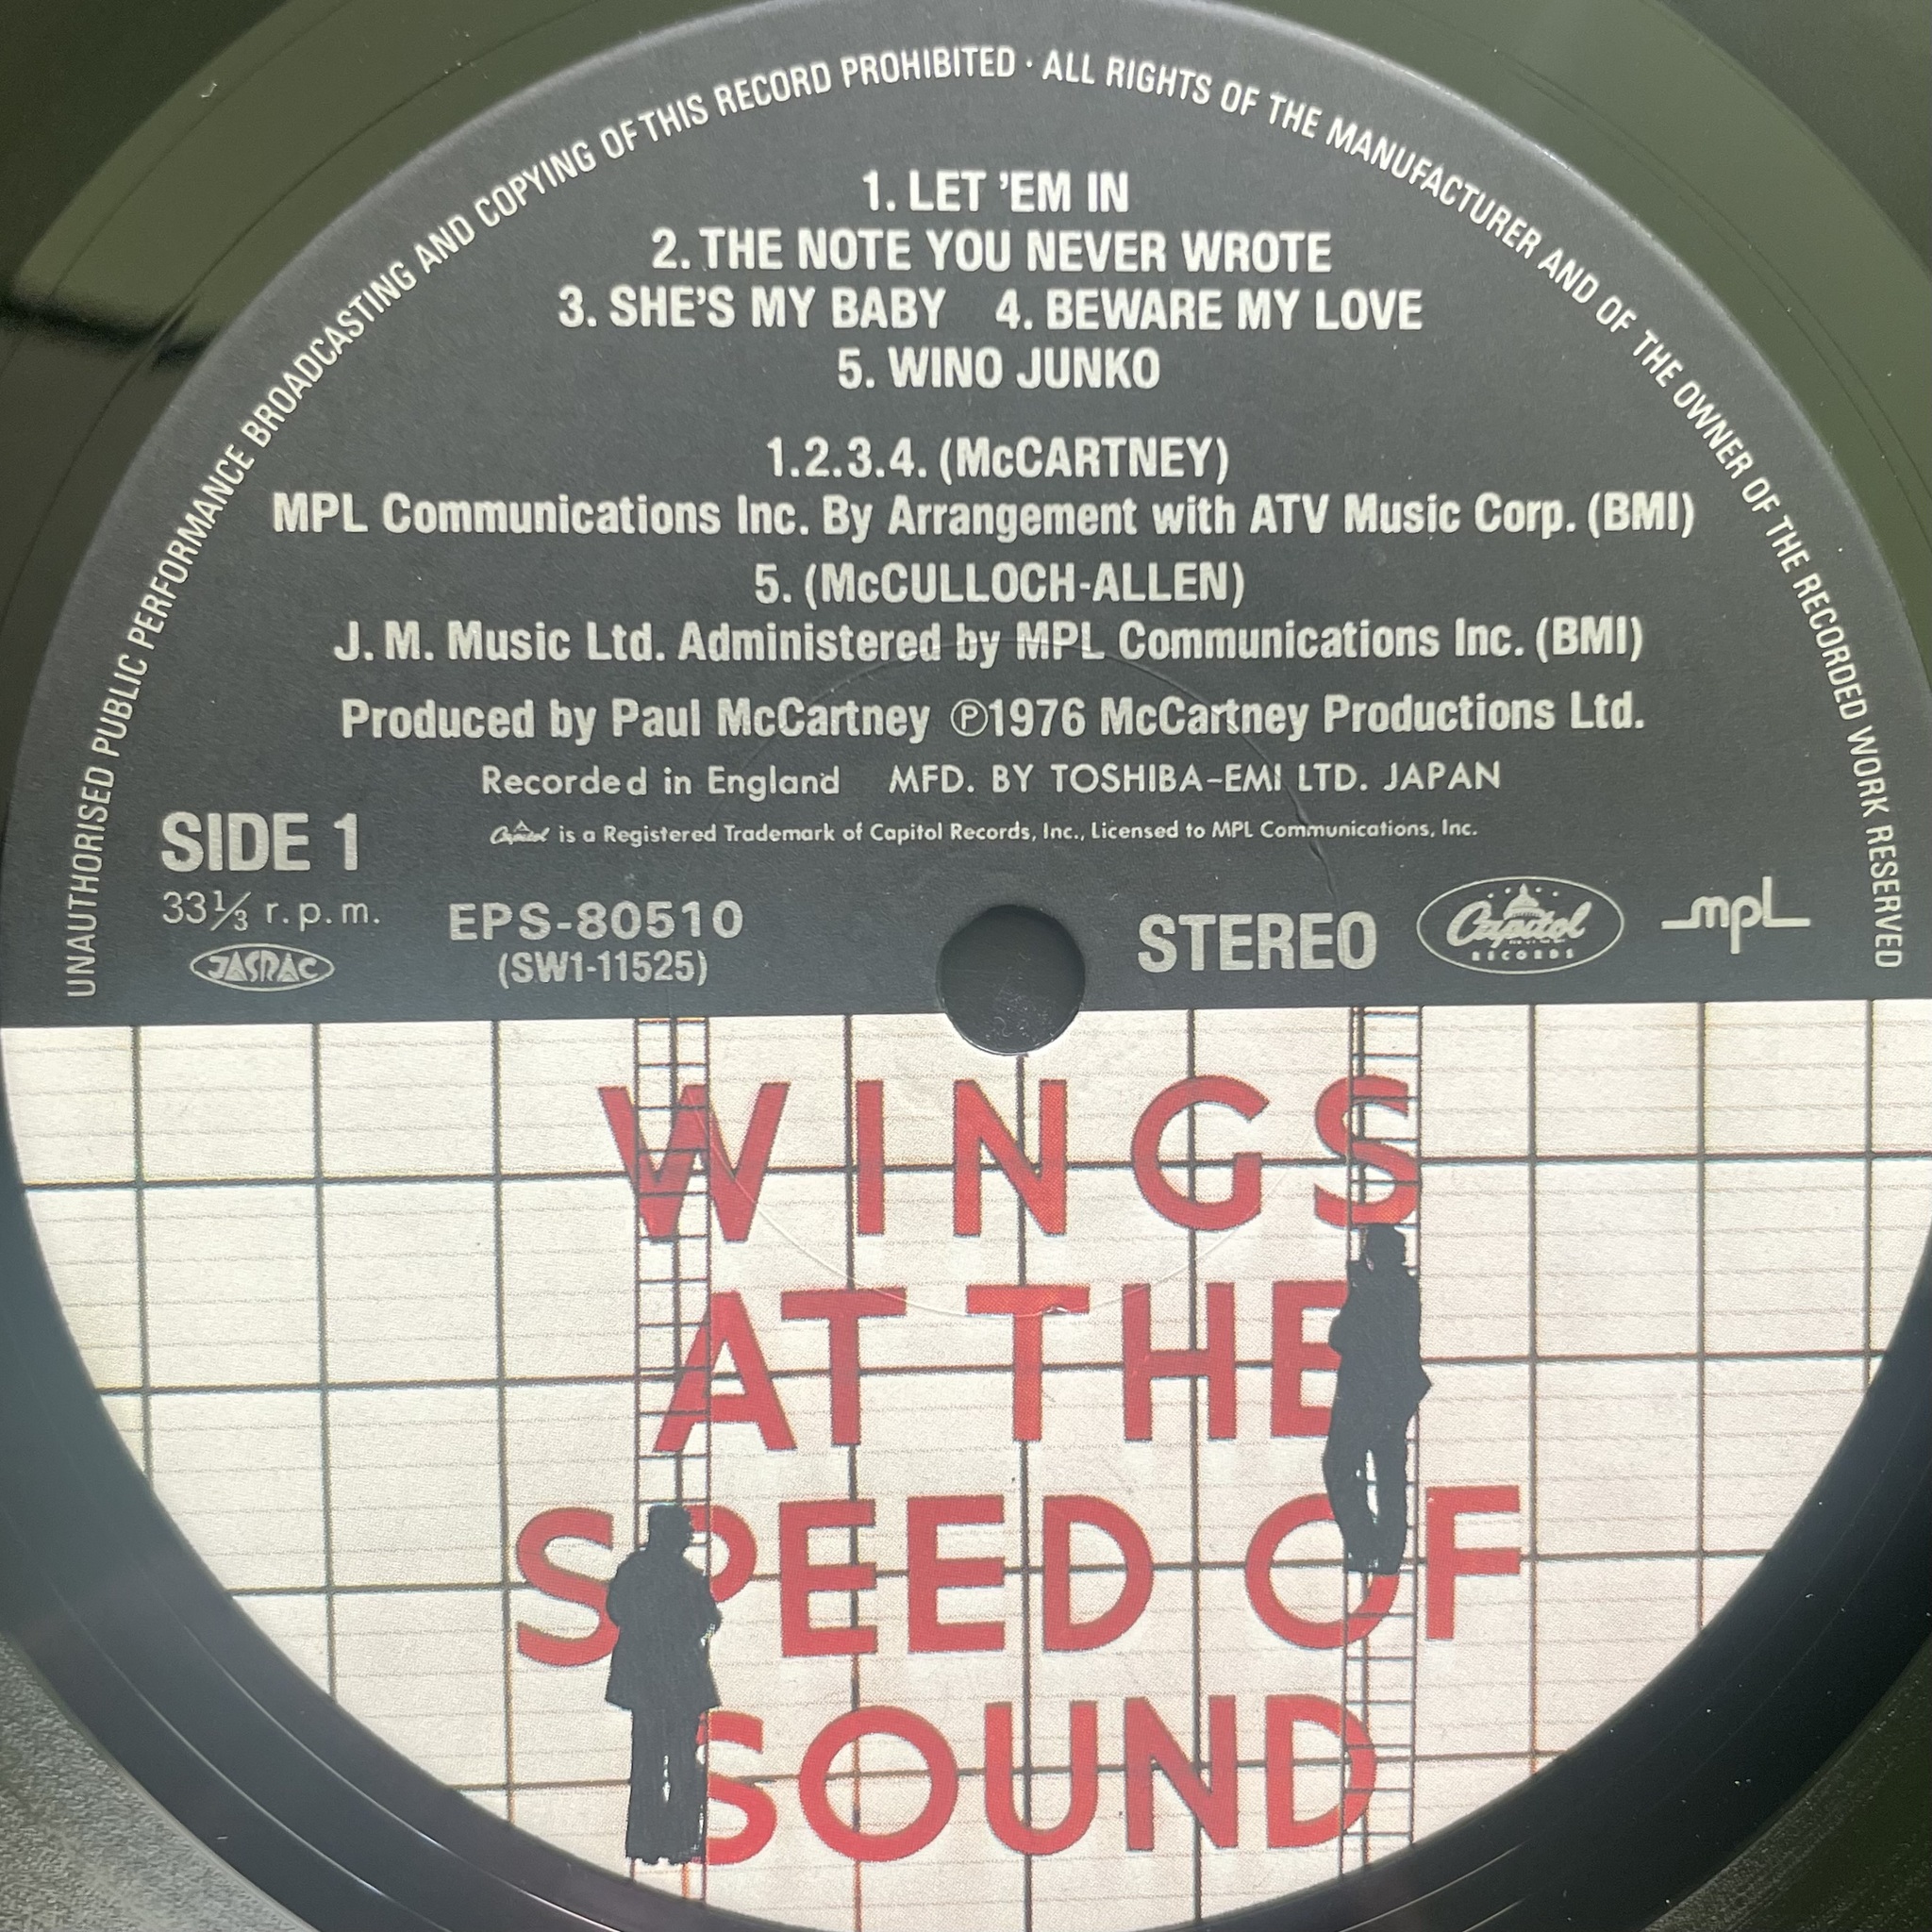 UNAUTHORISED PUBLIC PERFORMANCE BROADCASTING AND COPYING OF THIS RECORD PROHIBITED · ALL RIGHTS OF THE MANUFACTURER AND OF THE OWNER OF THE RECORDED WORK RESERVED
1. LET 'EM IN
2. THE NOTE YOU NEVER WROTE
3. SHE'S MY BABY 4. BEWARE MY LOVE
5. WINO JUNKO
1.2.3.4. (McCARTNEY)
MPL Communications Inc. By Arrangement with ATV Music Corp. (BMI)
5. (McCULLOCH-ALLEN)
J. M. Music Ltd. Administered by MPL Communications Inc. (BMI)
Produced by Paul McCartney ℗1976 McCartney Productions Ltd.
Recorded in England MFD. BY TOSHIBA-EMI LTD. JAPAN
Capitol is a Registered Trademark of Capitol Records, Inc., Licensed to MPL Communications, Inc.
SIDE 1
33⅓ r.p.m.
JASRAC
EPS-80510
(SW1-11525)
STEREO
Capitol
RECORDS
mpl
WINGS
AT THE
SPEED OF
SOUND